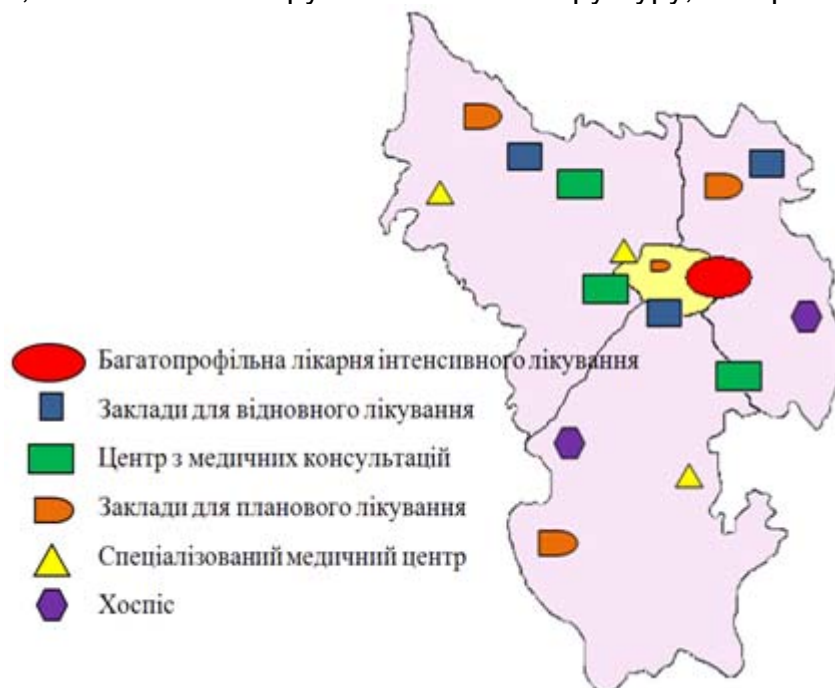 Багатопрофільна лікарня інтенсивного лікування
Заклади для відновного лікування
Центр з медичних консультацій
Заклади для планового лікування
Спеціалізований медичний центр
Хоспіс